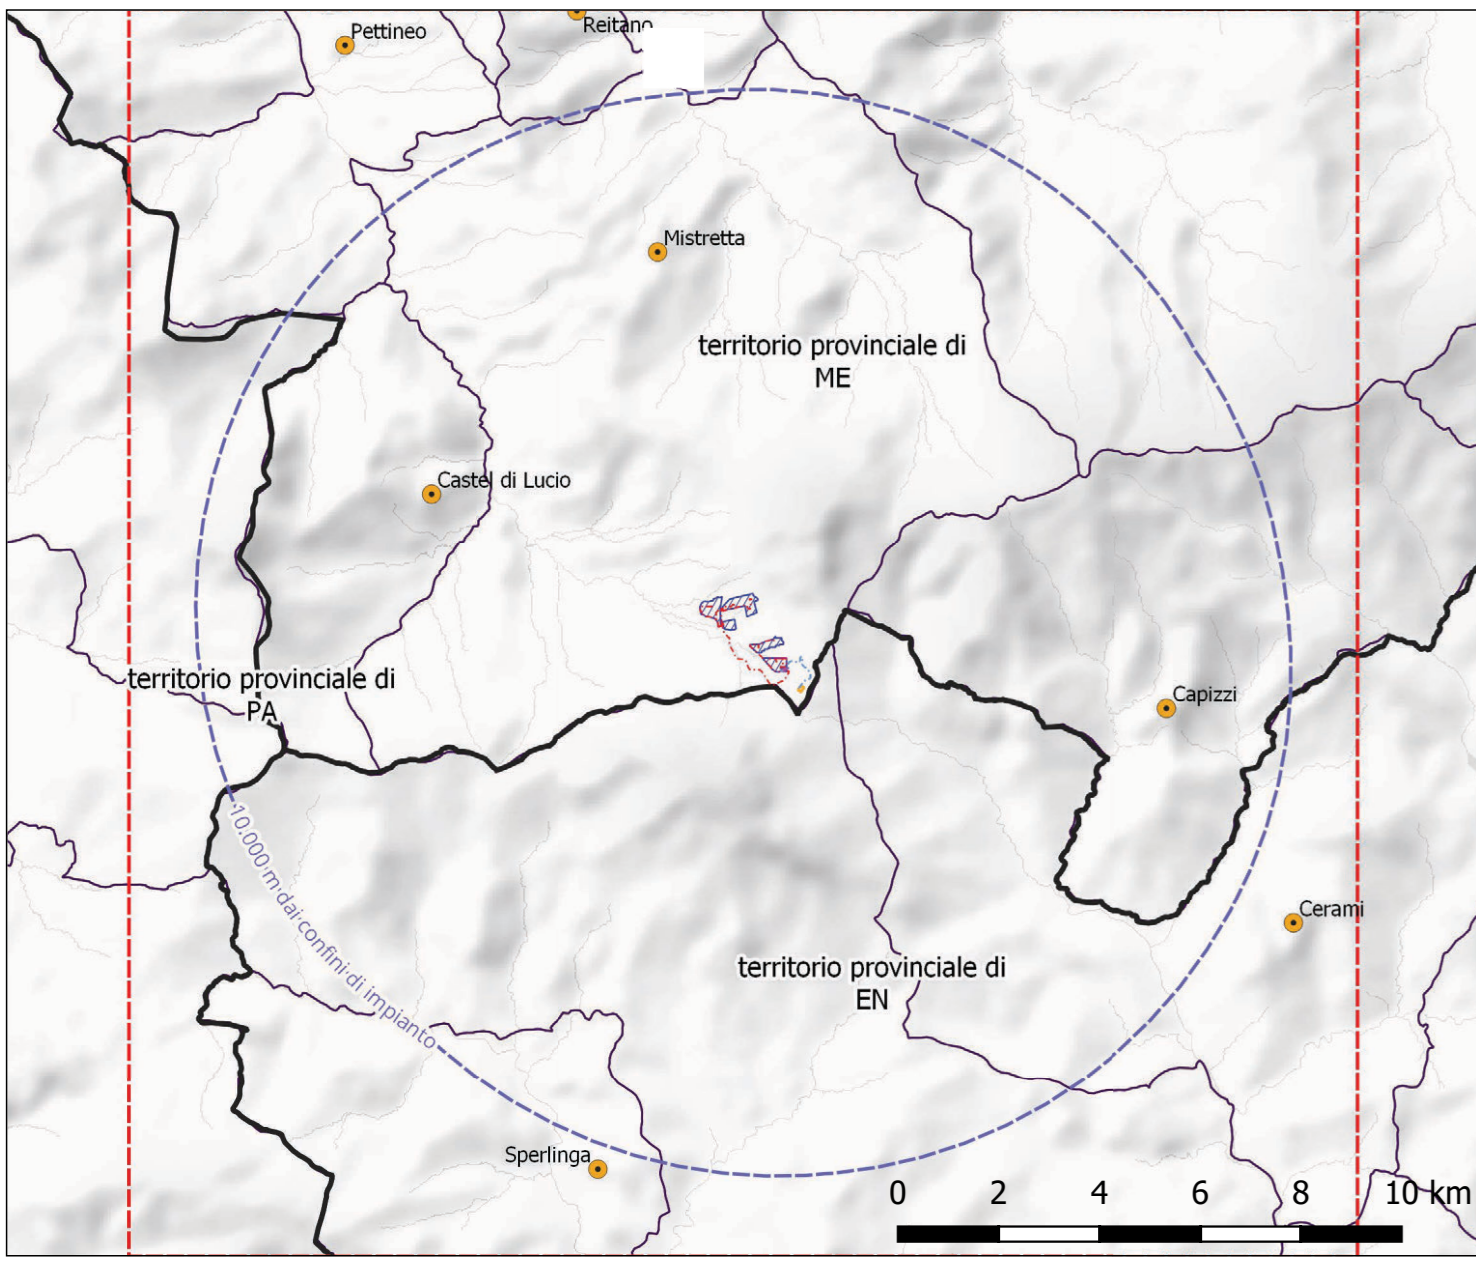 Reitano
Pettineo
Mistretta
territorio provinciale di
ME
Castel di Lucio
territorio provinciale di
PA
Capizzi
10.000 m dai confini di impianto
Cerami
territorio provinciale di
EN
Sperlinga
0 2 4 6 8 10 km